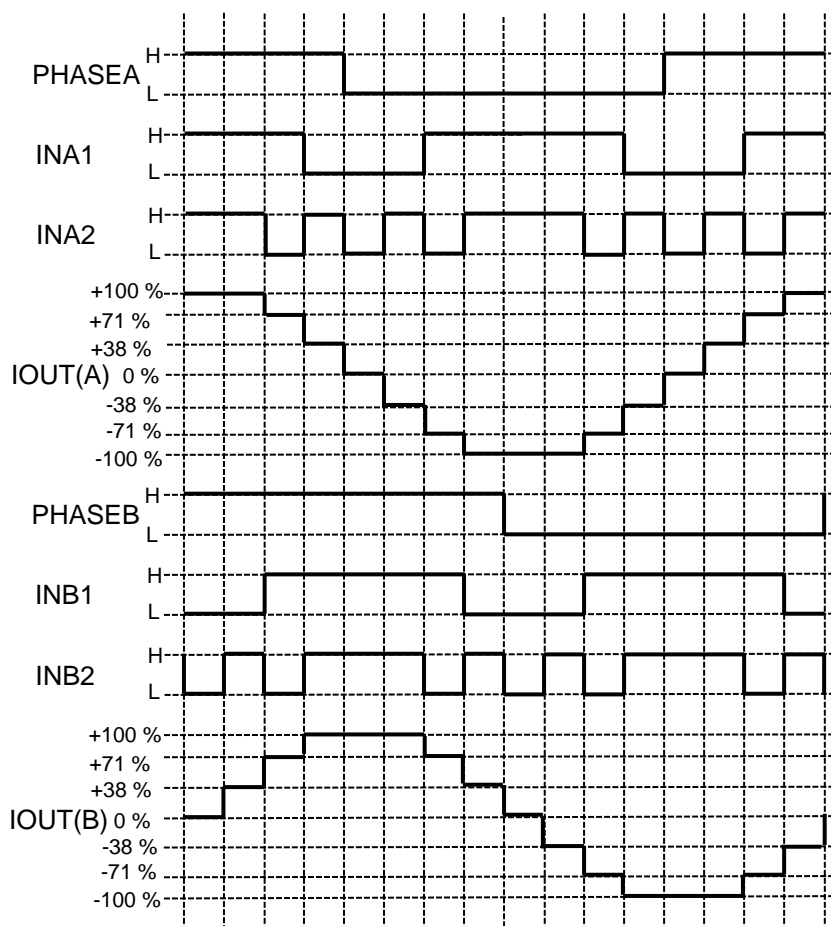 H
PHASEA
L
H
INA1
L
H
INA2
L
+100 %
+71 %
+38 %
IOUT(A) 0 %
-38 %
-71 %
-100 %
H
PHASEB
L
H
INB1
L
H
INB2
L
+100 %
+71 %
+38 %
IOUT(B) 0 %
-38 %
-71 %
-100 %